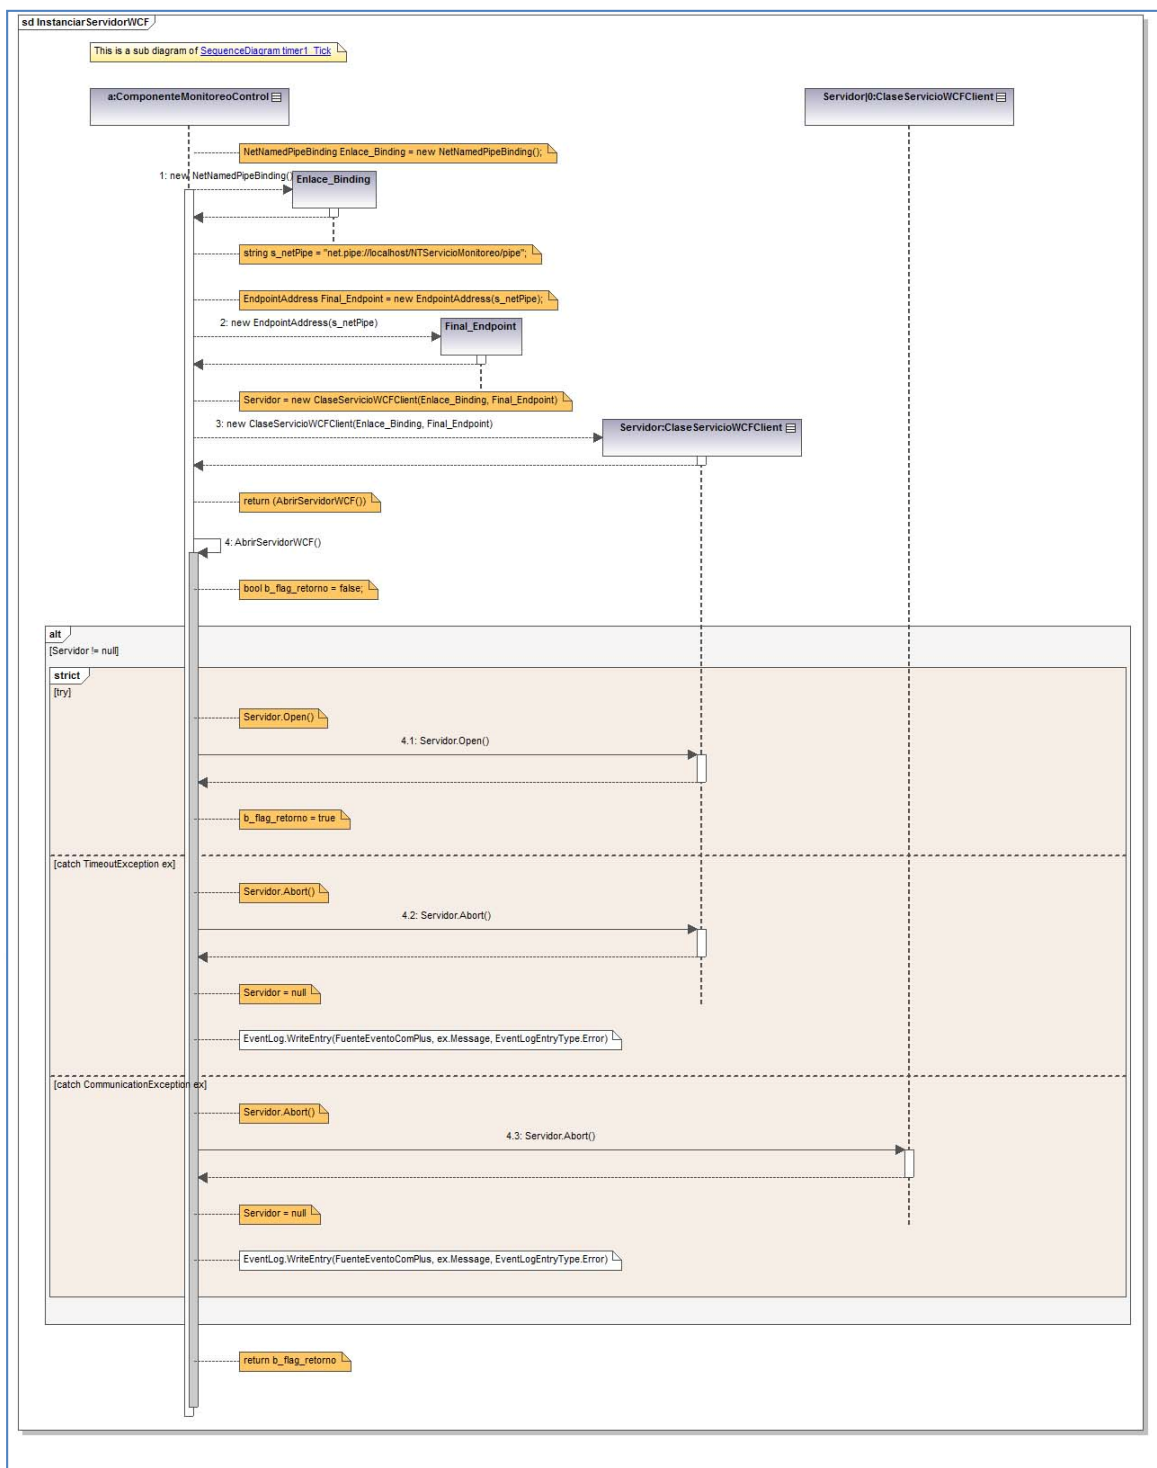 sd InstanciarServidorWCF
This is a sub diagram of SequenceDiagram timer1_Tick
a:ComponenteMonitoreoControl
Servidor|0:ClaseServicioWCFClient
NetNamedPipeBinding Enlace_Binding = new NetNamedPipeBinding();
1: new NetNamedPipeBinding()
Enlace_Binding
string s_netPipe = "net.pipe://localhost/NTServicioMonitoreo/pipe";
EndpointAddress Final_Endpoint = new EndpointAddress(s_netPipe);
2: new EndpointAddress(s_netPipe)
Final_Endpoint
Servidor = new ClaseServicioWCFClient(Enlace_Binding, Final_Endpoint)
3: new ClaseServicioWCFClient(Enlace_Binding, Final_Endpoint)
Servidor:ClaseServicioWCFClient
return (AbrirServidorWCF())
4: AbrirServidorWCF()
bool b_flag_retorno = false;
alt
[Servidor != null]
strict
[try]
Servidor.Open()
4.1: Servidor.Open()
b_flag_retorno = true
[catch TimeoutException ex]
Servidor.Abort()
4.2: Servidor.Abort()
Servidor = null
EventLog.WriteEntry(FuenteEventoComPlus, ex.Message, EventLogEntryType.Error)
[catch CommunicationException ex]
Servidor.Abort()
4.3: Servidor.Abort()
Servidor = null
EventLog.WriteEntry(FuenteEventoComPlus, ex.Message, EventLogEntryType.Error)
return b_flag_retorno